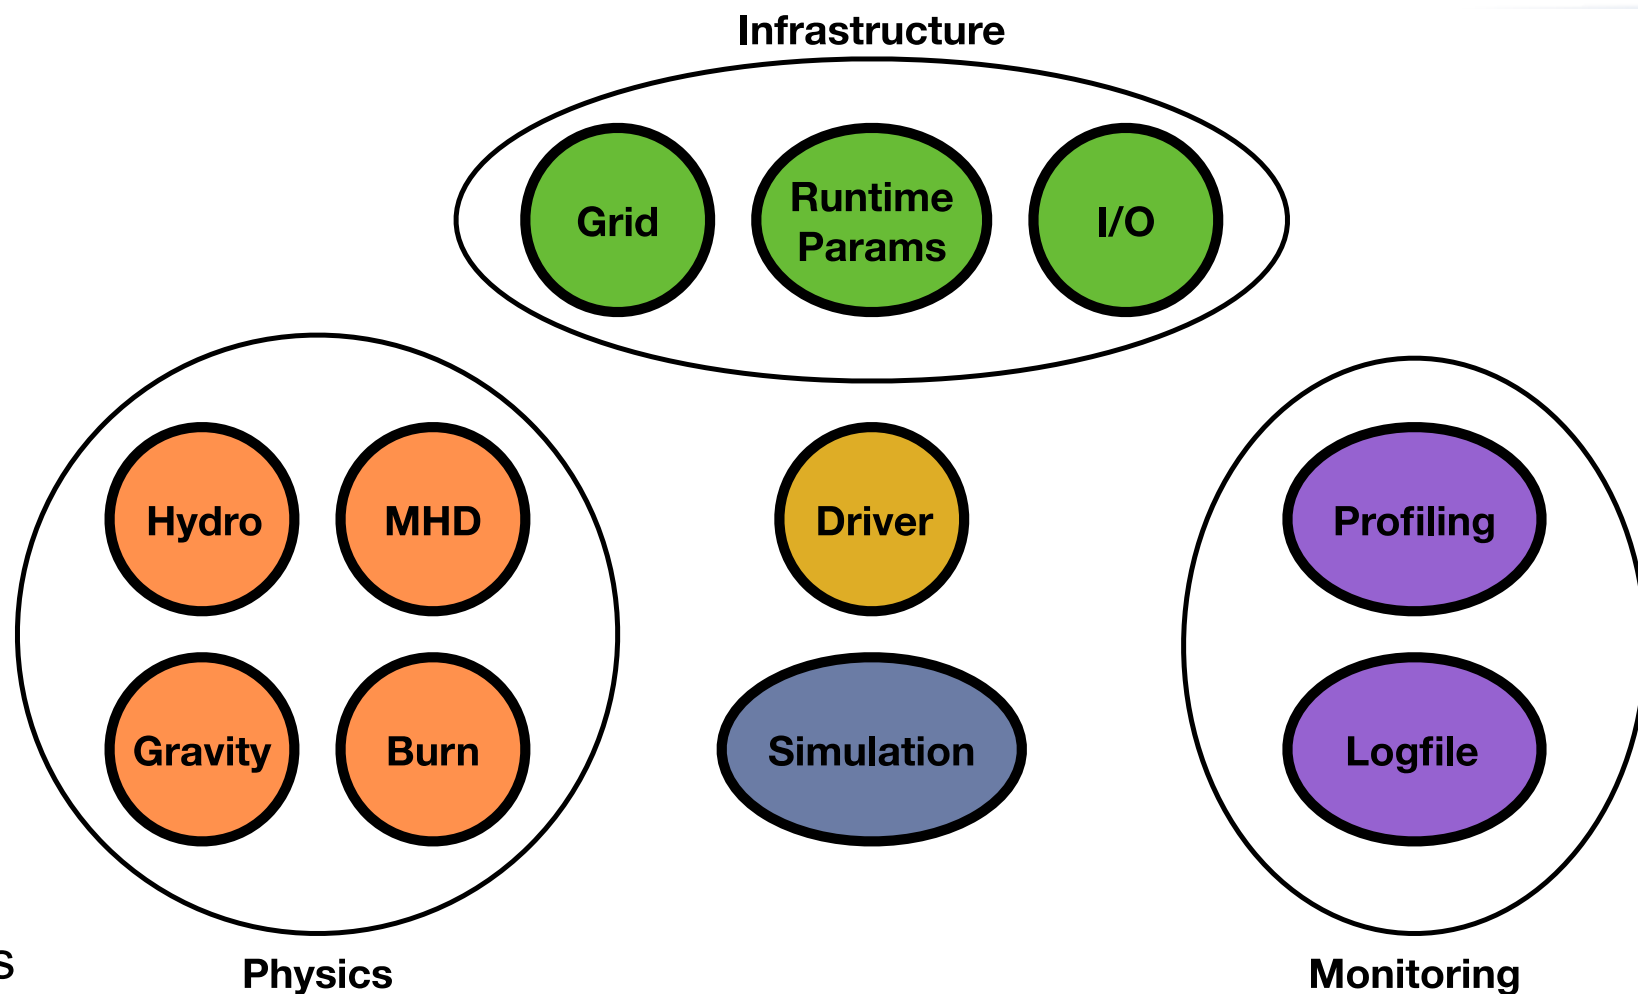 Infrastructure
Grid
Runtime
Params
I/O
Hydro
MHD
Driver
Profiling
Gravity
Burn
Simulation
Logfile
s
Physics
Monitoring